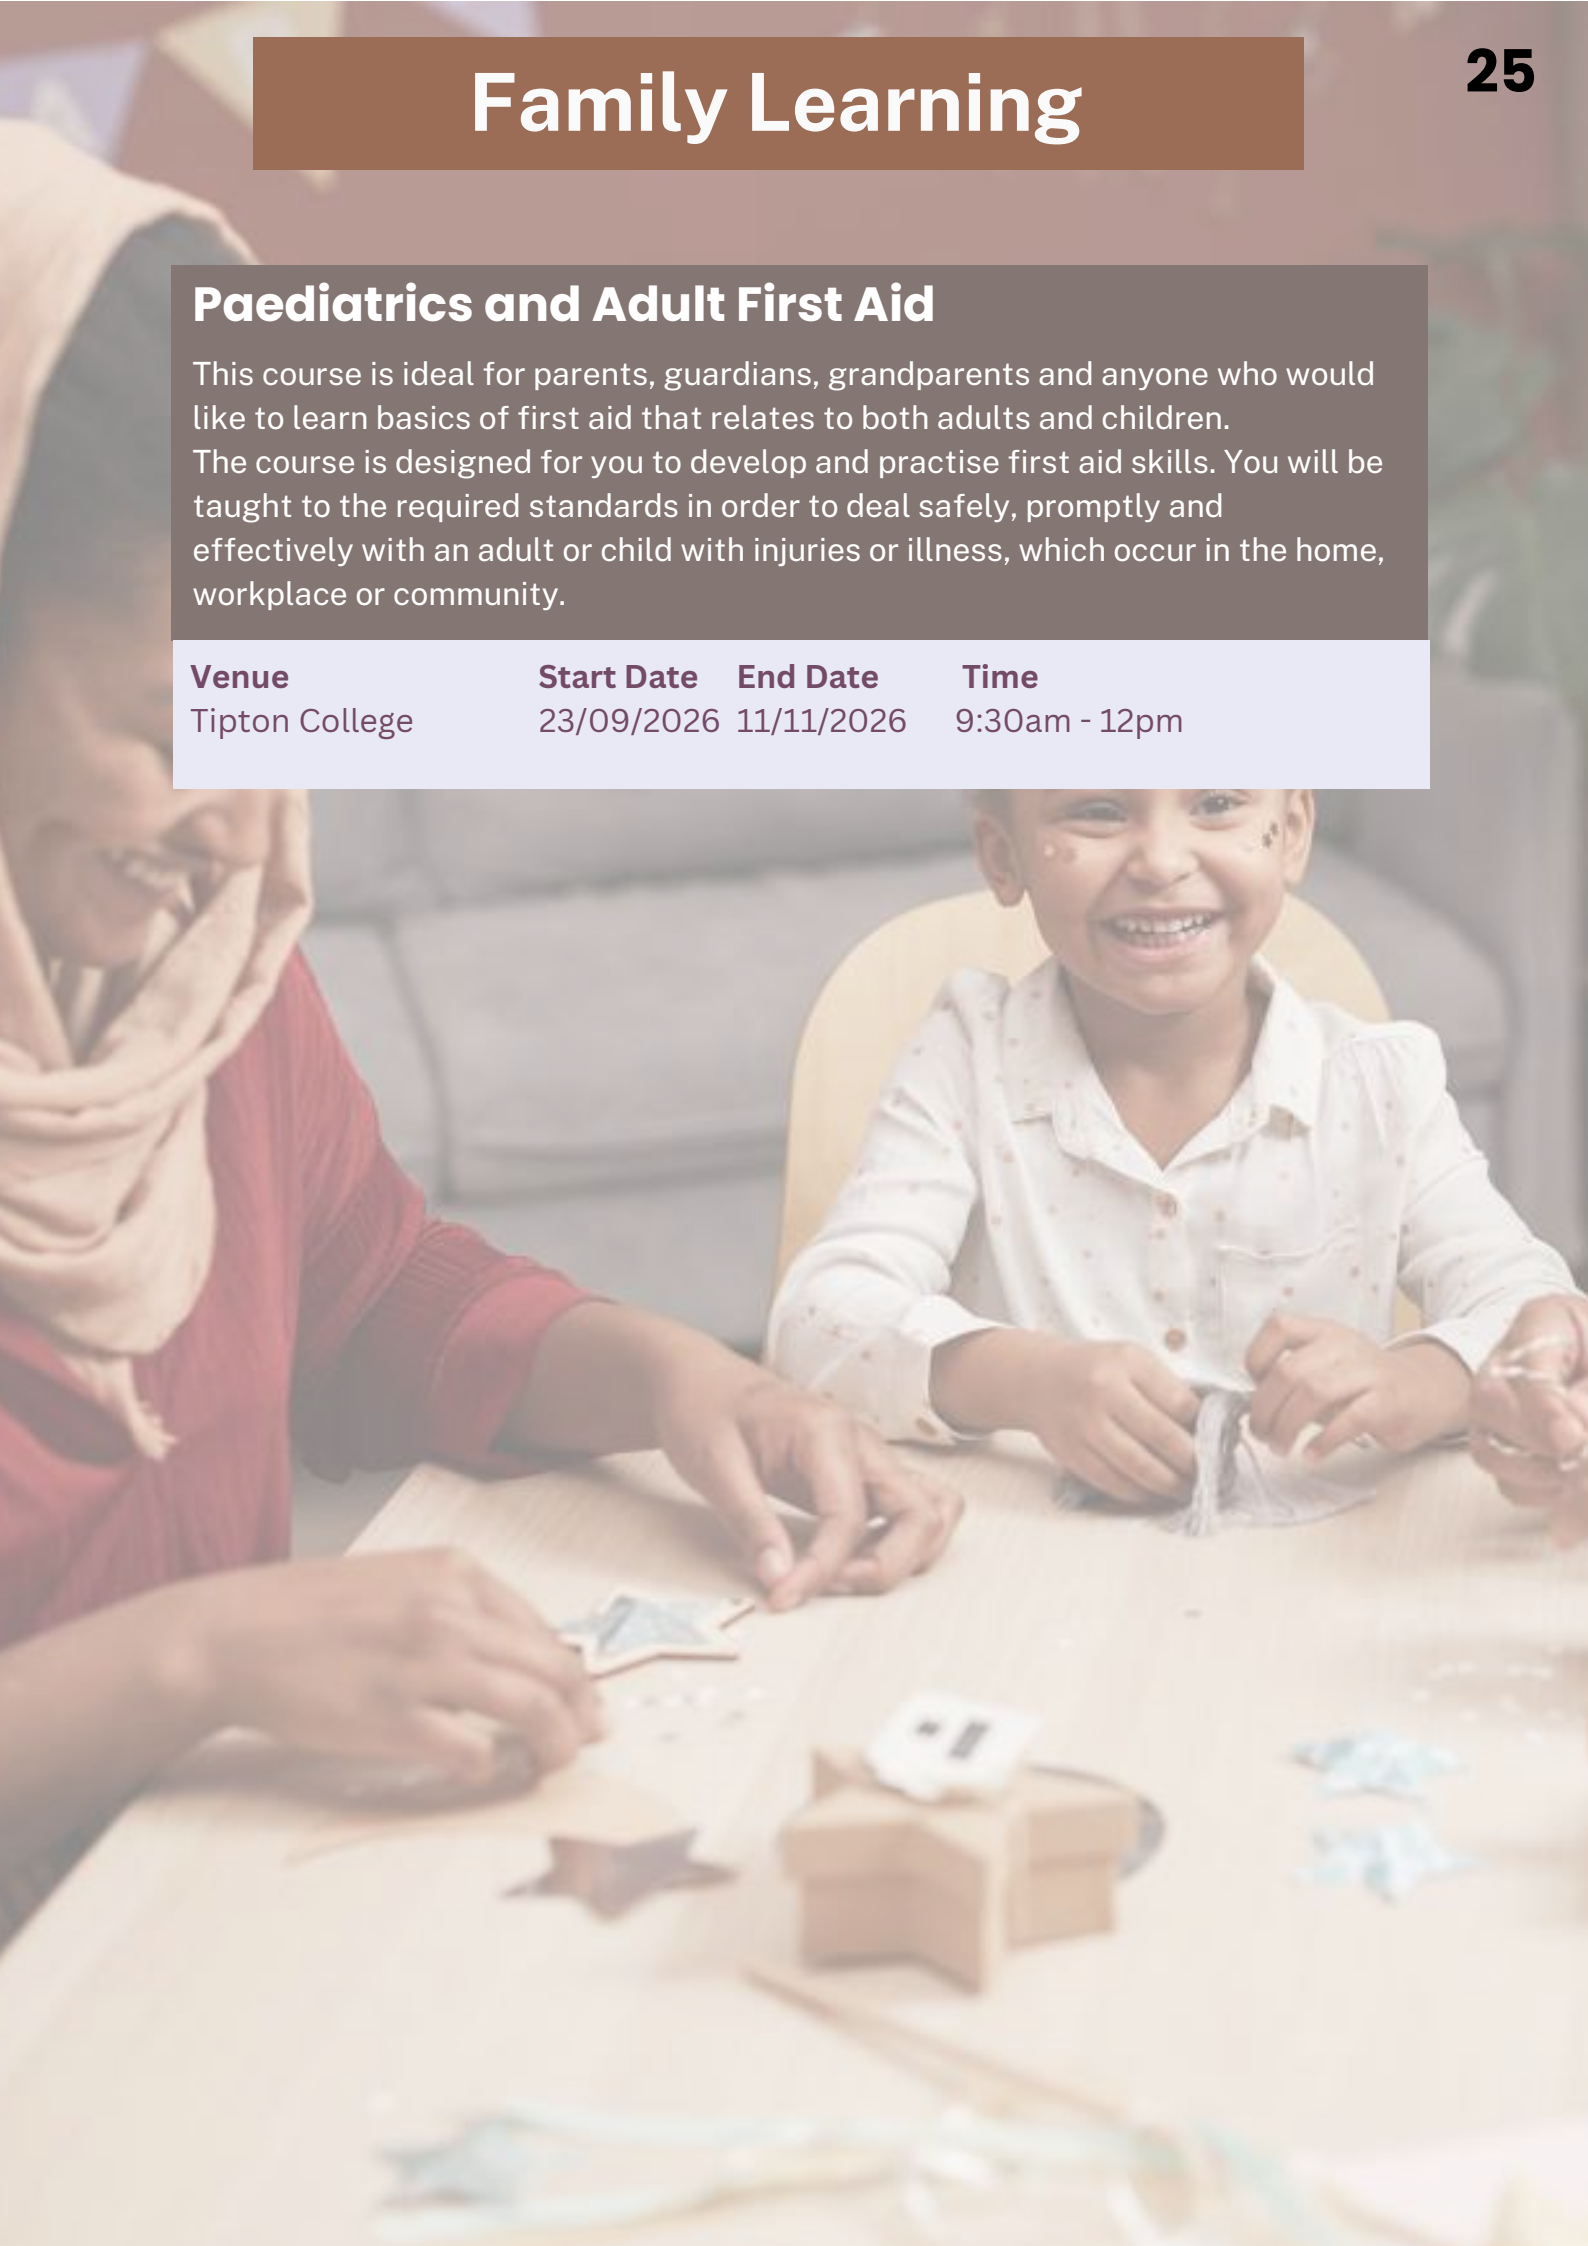 Family Learning
25
Paediatrics and Adult First Aid
This course is ideal for parents, guardians, grandparents and anyone who would
like to learn basics of first aid that relates to both adults and children.
The course is designed for you to develop and practise first aid skills. You will be
taught to the required standards in order to deal safely, promptly and
effectively with an adult or child with injuries or illness, which occur in the home,
workplace or community.
Venue Start Date End Date Time
Tipton College 23/09/2026 11/11/2026 9:30am - 12pm